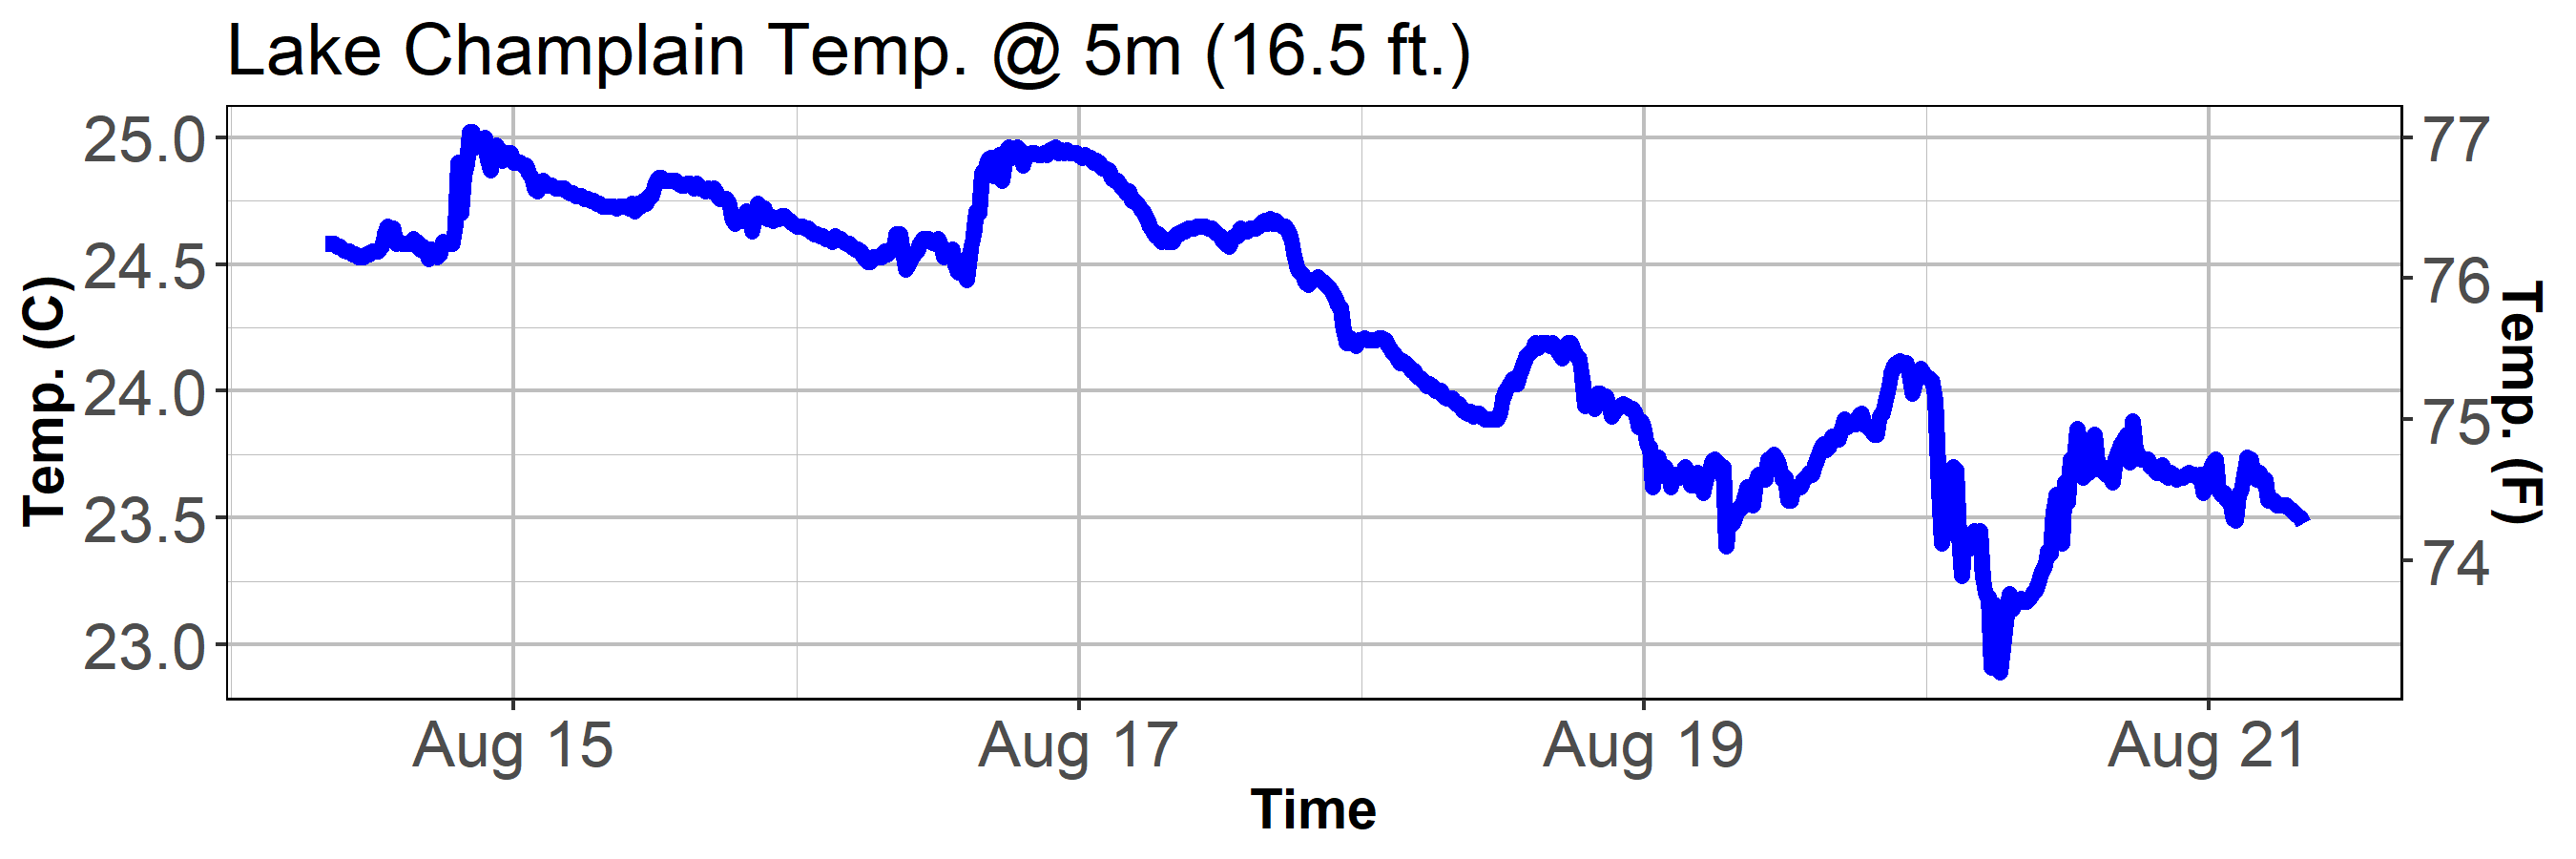 Lake Champlain Temp. @ 5m (16.5 ft.)
Temp. (C)
25.0
24.5
24.0
23.5
23.0
77
76
75
74
Temp. (F)
Aug 15
Aug 17
Aug 19
Aug 21
Time